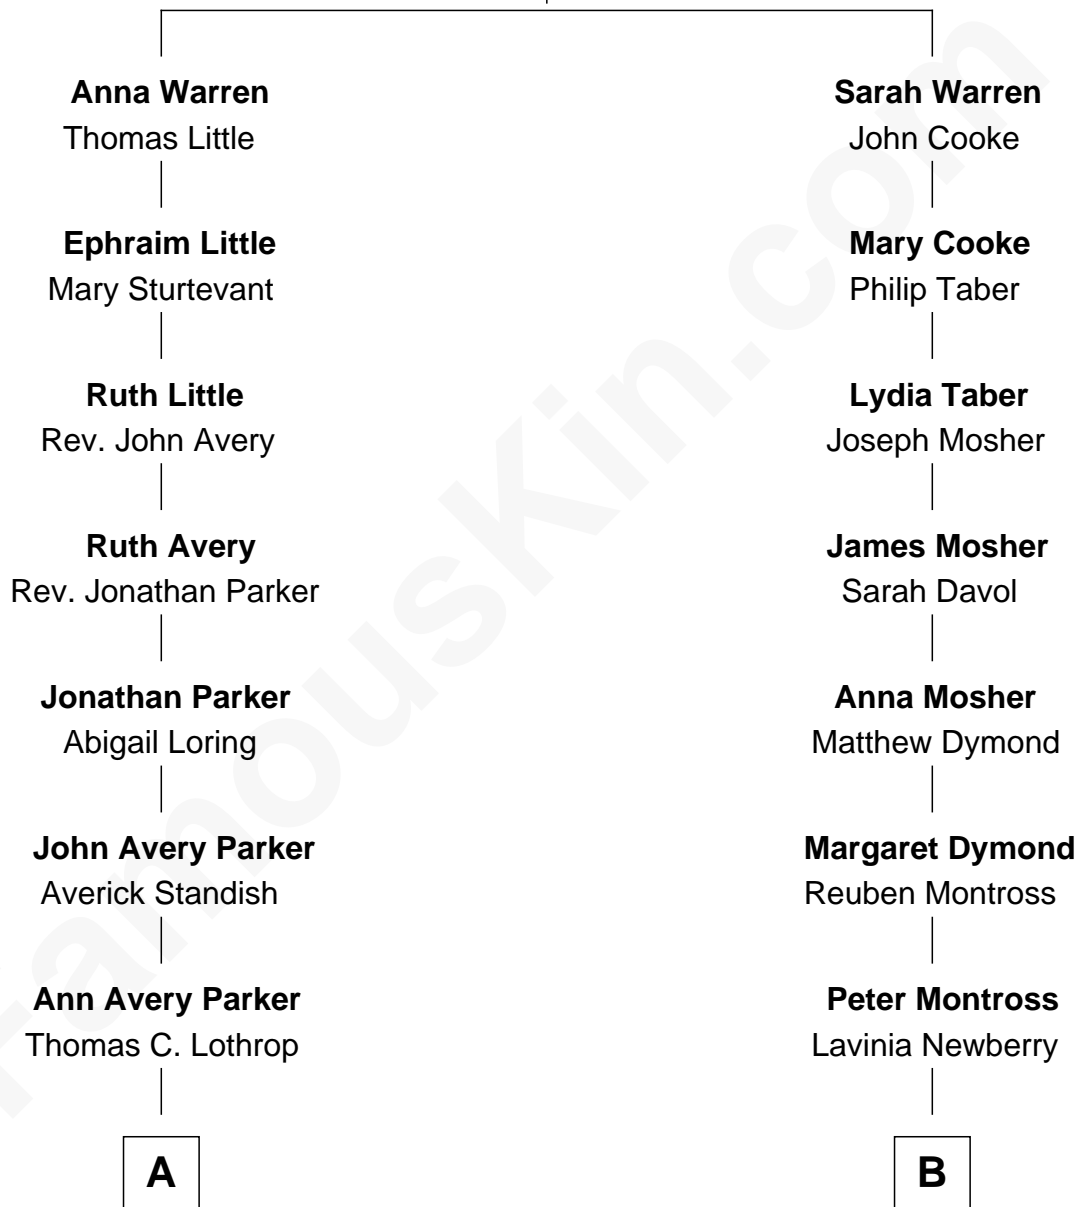 Anna Warren
Thomas Little
Ephraim Little
Mary Sturtevant
Ruth Little
Rev. John Avery
Ruth Avery
Rev. Jonathan Parker
Jonathan Parker
Abigail Loring
John Avery Parker
Averick Standish
Ann Avery Parker
Thomas C. Lothrop
A
Sarah Warren
John Cooke
Mary Cooke
Philip Taber
Lydia Taber
Joseph Mosher
James Mosher
Sarah Davol
Anna Mosher
Matthew Dymond
Margaret Dymond
Reuben Montross
Peter Montross
Lavinia Newberry
B
FamousKin.com